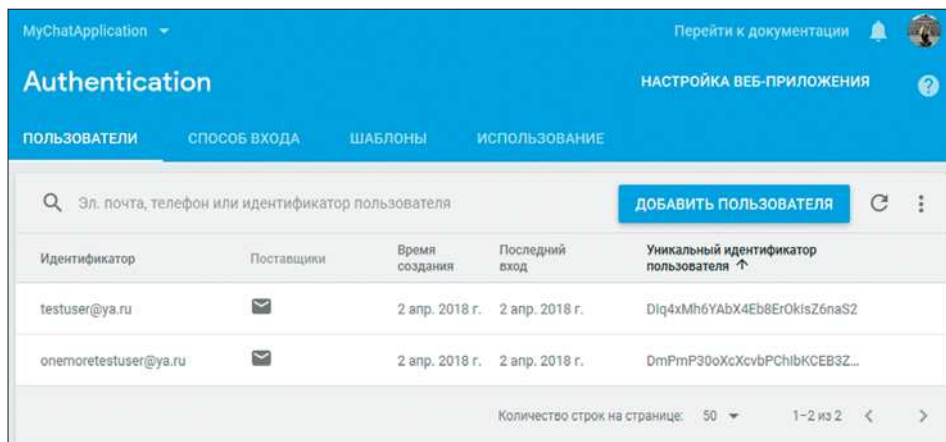 MyChatApplication
Перейти к документации
Authentication
НАСТРОЙКА ВЕБ-ПРИЛОЖЕНИЯ
?
ПОЛЬЗОВАТЕЛИ СПОСОБ ВХОДА ШАБЛОНЫ ИСПОЛЬЗОВАНИЕ
Эл. почта, телефон или идентификатор пользователя
ДОБАВИТЬ ПОЛЬЗОВАТЕЛЯ
Идентификатор
Поставщики
Время
создания
Последний
вход
Уникальный идентификатор
пользователя ↑
testuser@ya.ru 2 апр. 2018 г. 2 апр. 2018 г. DIq4xMh6YAbX4Eb8ErOkisZ6naS2
onemoretestuser@ya.ru 2 апр. 2018 г. 2 апр. 2018 г. DmPmP30oXcXcvbPChIbKCEB3Z...
Количество строк на странице: 50 1–2 из 2